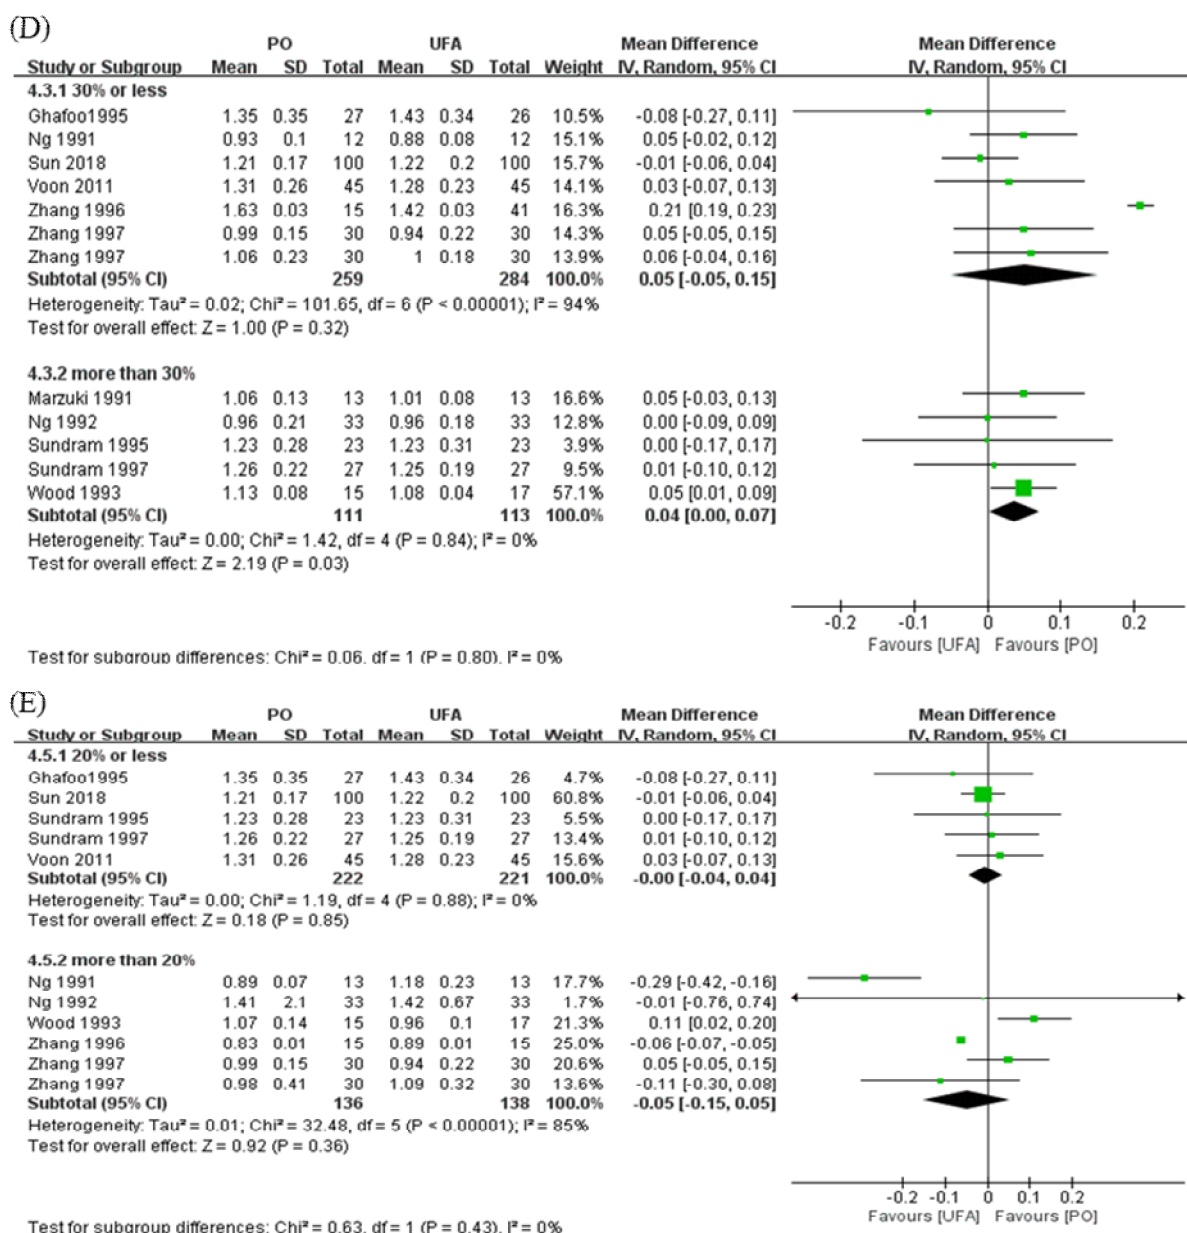 (D)
PO UFA Mean Difference Mean Difference
Study or Subgroup Mean SD Total Mean SD Total Weight IV, Random, 95% CI IV, Random, 95% CI
4.3.1 30% or less
Ghafoo1995 1.35 0.35 27 1.43 0.34 26 10.5% -0.08 [-0.27, 0.11]
Ng 1991 0.93 0.1 12 0.88 0.08 12 15.1% 0.05 [-0.02, 0.12]
Sun 2018 1.21 0.17 100 1.22 0.2 100 15.7% -0.01 [-0.06, 0.04]
Voon 2011 1.31 0.26 45 1.28 0.23 45 14.1% 0.03 [-0.07, 0.13]
Zhang 1996 1.63 0.03 15 1.42 0.03 41 16.3% 0.21 [0.19, 0.23]
Zhang 1997 0.99 0.15 30 0.94 0.22 30 14.3% 0.05 [-0.05, 0.15]
Zhang 1997 1.06 0.23 30 1 0.18 30 13.9% 0.06 [-0.04, 0.16]
Subtotal (95% CI) 259 284 100.0% 0.05 [-0.05, 0.15]
Heterogeneity: Tau² = 0.02; Chi² = 101.65, df = 6 (P < 0.00001); I² = 94%
Test for overall effect: Z = 1.00 (P = 0.32)
4.3.2 more than 30%
Marzuki 1991 1.06 0.13 13 1.01 0.08 13 16.6% 0.05 [-0.03, 0.13]
Ng 1992 0.96 0.21 33 0.96 0.18 33 12.8% 0.00 [-0.09, 0.09]
Sundram 1995 1.23 0.28 23 1.23 0.31 23 3.9% 0.00 [-0.17, 0.17]
Sundram 1997 1.26 0.22 27 1.25 0.19 27 9.5% 0.01 [-0.10, 0.12]
Wood 1993 1.13 0.08 15 1.08 0.04 17 57.1% 0.05 [0.01, 0.09]
Subtotal (95% CI) 111 113 100.0% 0.04 [0.00, 0.07]
Heterogeneity: Tau² = 0.00; Chi² = 1.42, df = 4 (P = 0.84); I² = 0%
Test for overall effect: Z = 2.19 (P = 0.03)
-0.2 -0.1 0 0.1 0.2
Favours [UFA] Favours [PO]
Test for subgroup differences: Chi² = 0.06. df = 1 (P = 0.80). I² = 0%
(E)
PO UFA Mean Difference Mean Difference
Study or Subgroup Mean SD Total Mean SD Total Weight IV, Random, 95% CI IV, Random, 95% CI
4.5.1 20% or less
Ghafoo1995 1.35 0.35 27 1.43 0.34 26 4.7% -0.08 [-0.27, 0.11]
Sun 2018 1.21 0.17 100 1.22 0.2 100 60.8% -0.01 [-0.06, 0.04]
Sundram 1995 1.23 0.28 23 1.23 0.31 23 5.5% 0.00 [-0.17, 0.17]
Sundram 1997 1.26 0.22 27 1.25 0.19 27 13.4% 0.01 [-0.10, 0.12]
Voon 2011 1.31 0.26 45 1.28 0.23 45 15.6% 0.03 [-0.07, 0.13]
Subtotal (95% CI) 222 221 100.0% -0.00 [-0.04, 0.04]
Heterogeneity: Tau² = 0.00; Chi² = 1.19, df = 4 (P = 0.88); I² = 0%
Test for overall effect: Z = 0.18 (P = 0.85)
4.5.2 more than 20%
Ng 1991 0.89 0.07 13 1.18 0.23 13 17.7% -0.29 [-0.42, -0.16]
Ng 1992 1.41 2.1 33 1.42 0.67 33 1.7% -0.01 [-0.76, 0.74]
Wood 1993 1.07 0.14 15 0.96 0.1 17 21.3% 0.11 [0.02, 0.20]
Zhang 1996 0.83 0.01 15 0.89 0.01 15 25.0% -0.06 [-0.07, -0.05]
Zhang 1997 0.99 0.15 30 0.94 0.22 30 20.6% 0.05 [-0.05, 0.15]
Zhang 1997 0.98 0.41 30 1.09 0.32 30 13.6% -0.11 [-0.30, 0.08]
Subtotal (95% CI) 136 138 100.0% -0.05 [-0.15, 0.05]
Heterogeneity: Tau² = 0.01; Chi² = 32.48, df = 5 (P < 0.00001); I² = 85%
Test for overall effect: Z = 0.92 (P = 0.36)
-0.2 -0.1 0 0.1 0.2
Favours [UFA] Favours [PO]
Test for subgroup differences: Chi² = 0.63. df = 1 (P = 0.43). I² = 0%